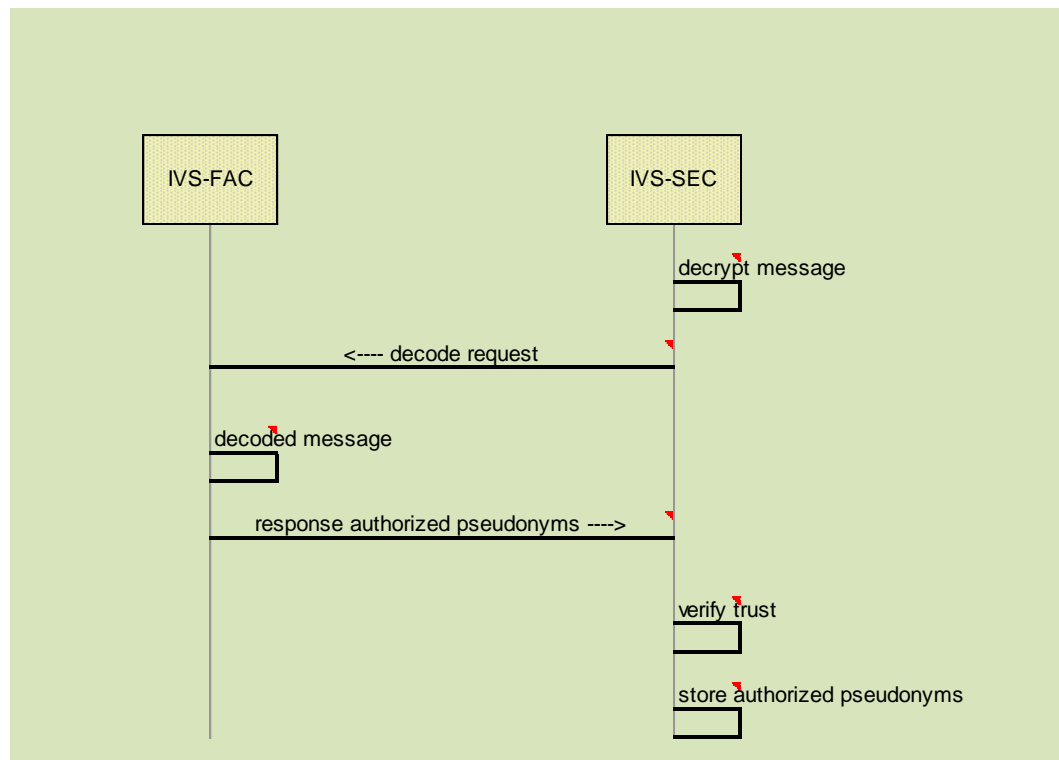 IVS-FAC
IVS-SEC
decrypt message
<---- decode request
decoded message
response authorized pseudonyms ---->
verify trust
store authorized pseudonyms